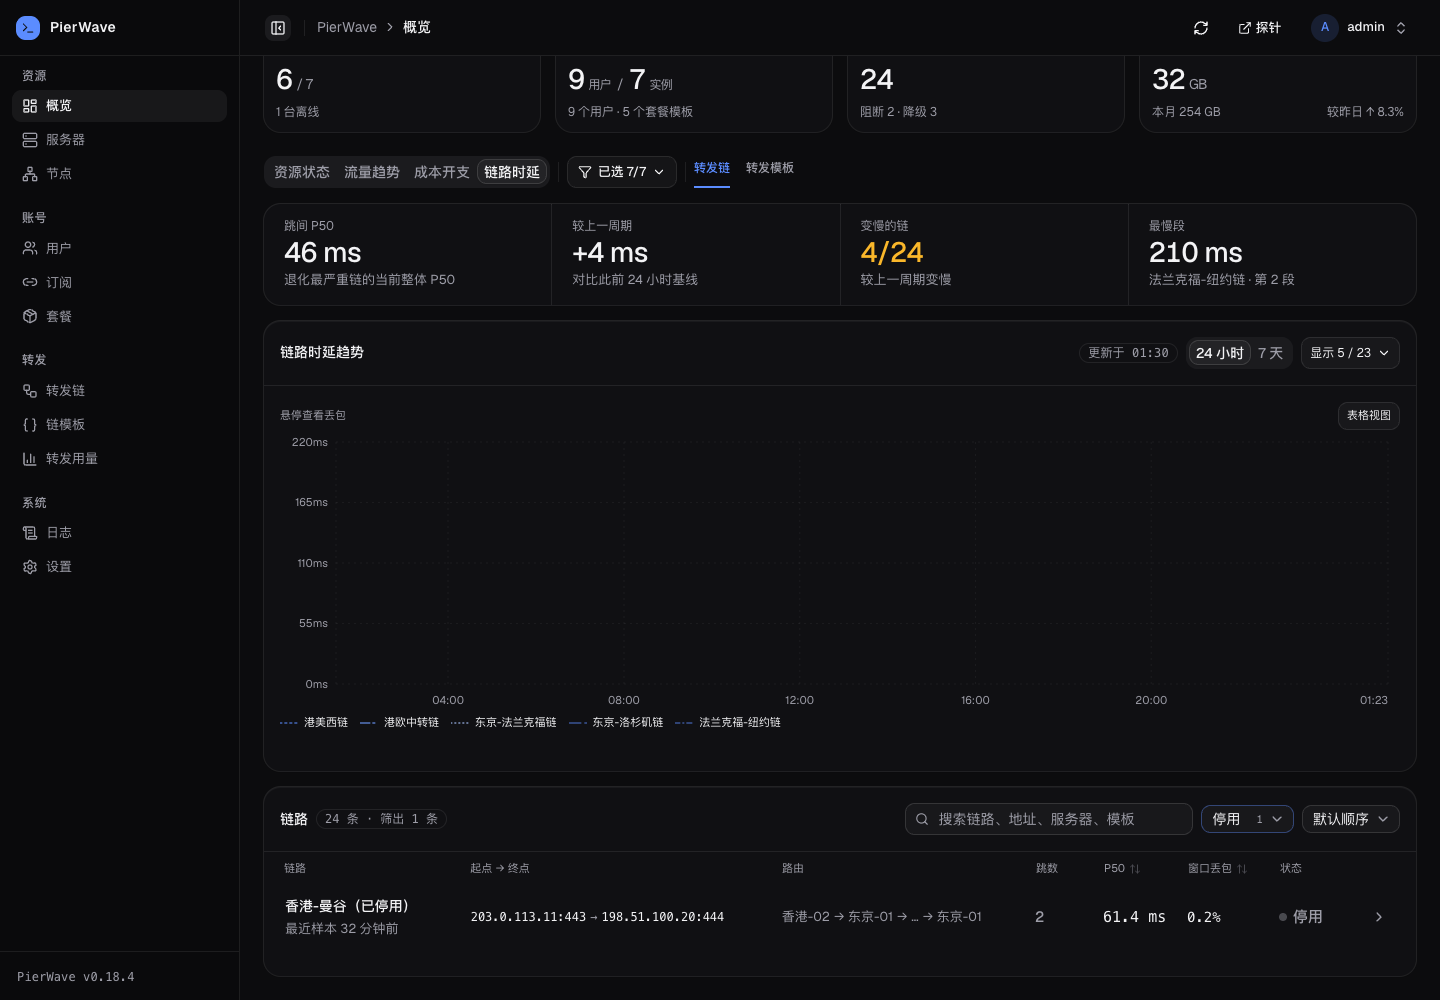 PierWave
PierWave > 概览
探针
A admin
资源
概览
服务器
节点
账号
用户
订阅
套餐
转发
转发链
链模板
转发用量
系统
日志
设置
PierWave v0.18.4
6 / 7
1 台离线
9 用户 / 7 实例
9 个用户 · 5 个套餐模板
24
阻断 2 · 降级 3
32 GB
本月 254 GB 较昨日 ↑ 8.3%
资源状态 流量趋势 成本开支 链路时延
已选 7/7
转发链 转发模板
跳间 P50
46 ms
退化最严重链的当前整体 P50
较上一周期
+4 ms
对比此前 24 小时基线
变慢的链
4/24
较上一周期变慢
最慢段
210 ms
法兰克福-纽约链 · 第 2 段
链路时延趋势
更新于 01:30
24 小时 7 天
显示 5 / 23
悬停查看丢包
表格视图
220ms
165ms
110ms
55ms
0ms
04:00 08:00 12:00 16:00 20:00 01:23
港美西链 港欧中转链 东京-法兰克福链 东京-洛杉矶链 法兰克福-纽约链
链路 24 条 · 筛出 1 条
搜索链路、地址、服务器、模板
停用 1
默认顺序
链路 起点 → 终点 路由 跳数 P50 ↑↓ 窗口丢包 ↑↓ 状态
香港-曼谷（已停用）
最近样本 32 分钟前
203.0.113.11:443 → 198.51.100.20:444
香港-02 → 东京-01 → … → 东京-01
2
61.4 ms
0.2%
停用